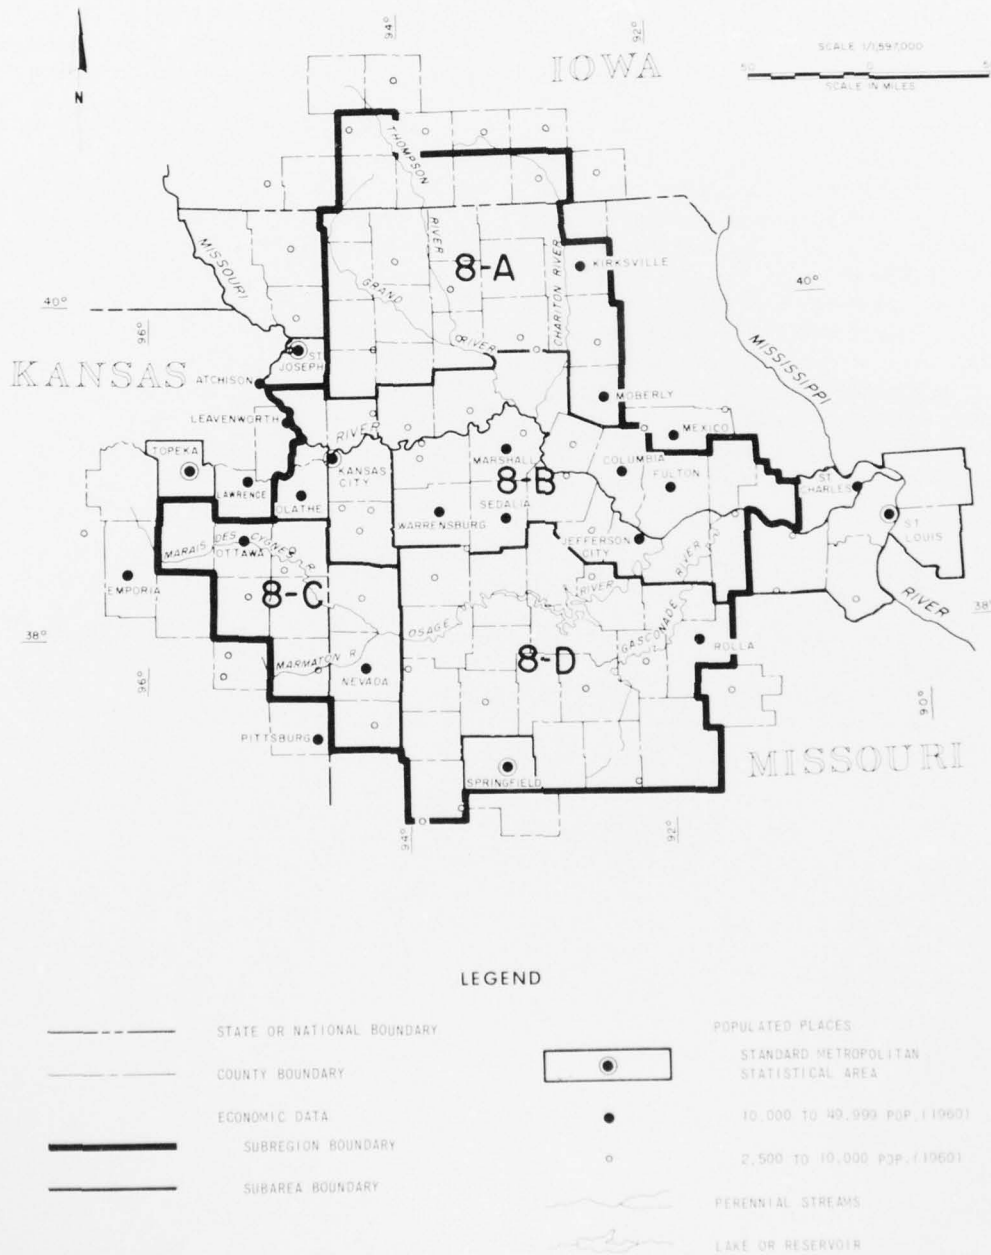 94°
92°
IOWA
SCALE 1/1,597,000
50 0 5
SCALE IN MILES
N
THOMPSON
RIVER
MISSOURI
8-A
CHARITON RIVER
KIRKSVILLE
40°
40°
GRAND
RIVER
96°
MISSISSIPPI
KANSAS
ST.
JOSEPH
ATCHISON
MOBERLY
LEAVENWORTH
RIVER
MEXICO
TOPEKA
KANSAS
CITY
MARSHALL
COLUMBIA
FULTON
8-B
ST.
CHARLES
LAWRENCE
OLATHE
SEDALIA
WARRENSBURG
ST.
LOUIS
MARAIS DES CYGNES R.
OTTAWA
JEFFERSON
CITY
EMPORIA
8-C
RIVER
RIVER
RIVER
38°
38°
OSAGE
GASCONADE
ROLLA
8-D
MARMATON R.
NEVADA
96°
90°
PITTSBURG
MISSOURI
SPRINGFIELD
94°
92°
LEGEND
STATE OR NATIONAL BOUNDARY
COUNTY BOUNDARY
ECONOMIC DATA
SUBREGION BOUNDARY
SUBAREA BOUNDARY
POPULATED PLACES
STANDARD METROPOLITAN
STATISTICAL AREA
10,000 TO 49,999 POP. (1960)
2,500 TO 10,000 POP. (1960)
PERENNIAL STREAMS
LAKE OR RESERVOIR